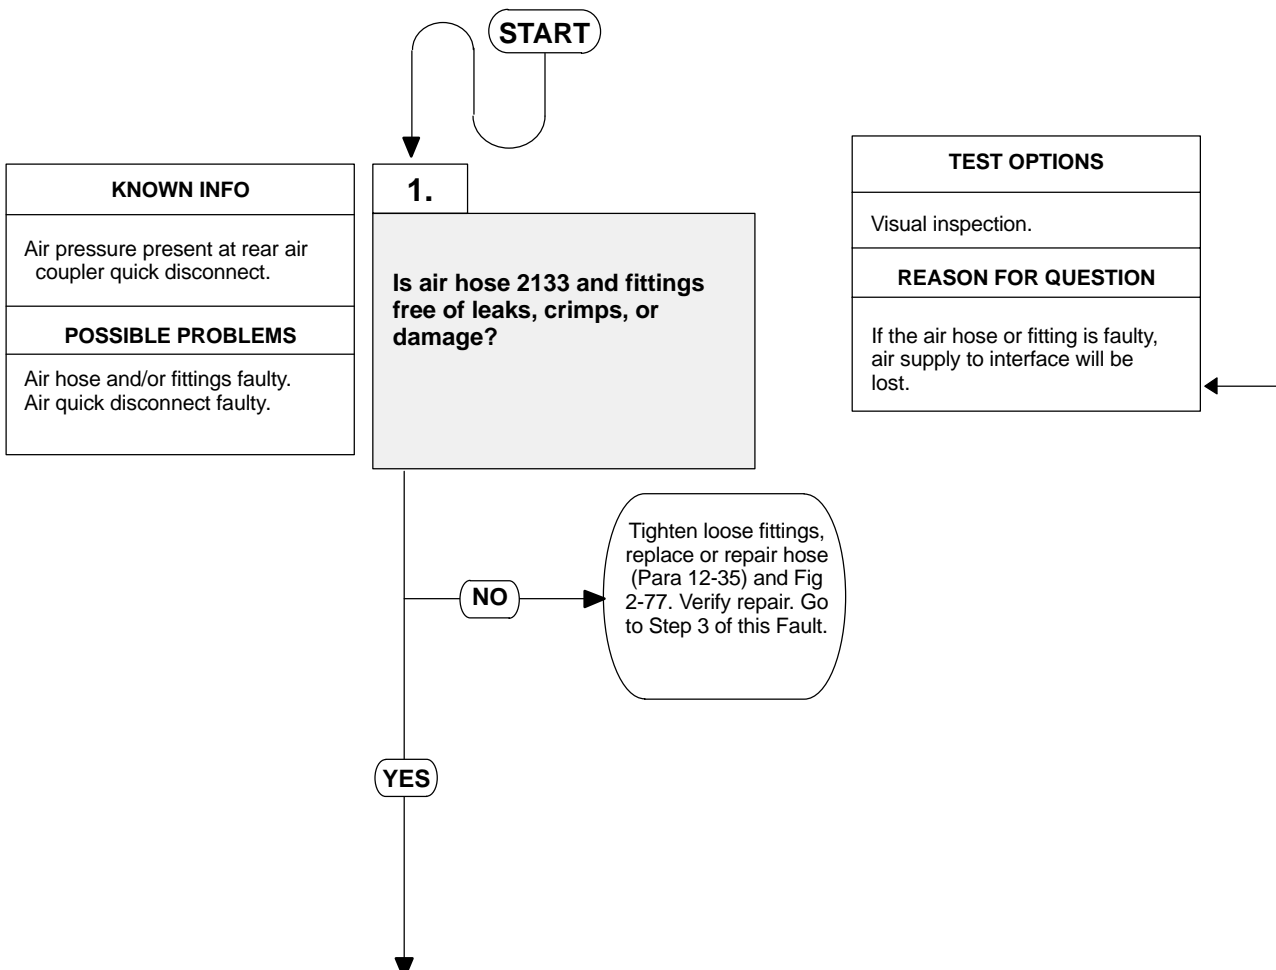 START
KNOWN INFO
Air pressure present at rear air
coupler quick disconnect.
POSSIBLE PROBLEMS
Air hose and/or fittings faulty.
Air quick disconnect faulty.
1.
Is air hose 2133 and fittings
free of leaks, crimps, or
damage?
TEST OPTIONS
Visual inspection.
REASON FOR QUESTION
If the air hose or fitting is faulty,
air supply to interface will be
lost.
NO
Tighten loose fittings,
replace or repair hose
(Para 12-35) and Fig
2-77. Verify repair. Go
to Step 3 of this Fault.
YES